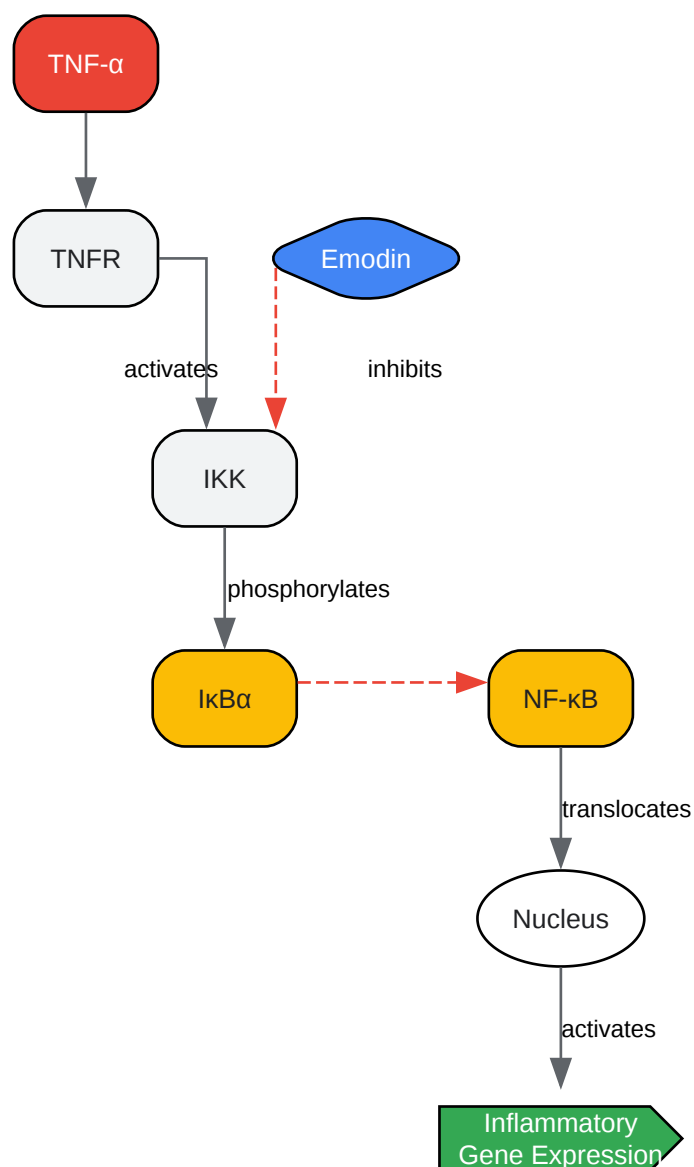 TNF-α
TNFR
Emodin
activates
inhibits
IKK
phosphorylates
IκBα
NF-κB
translocates
Nucleus
activates
Inflammatory
Gene Expression